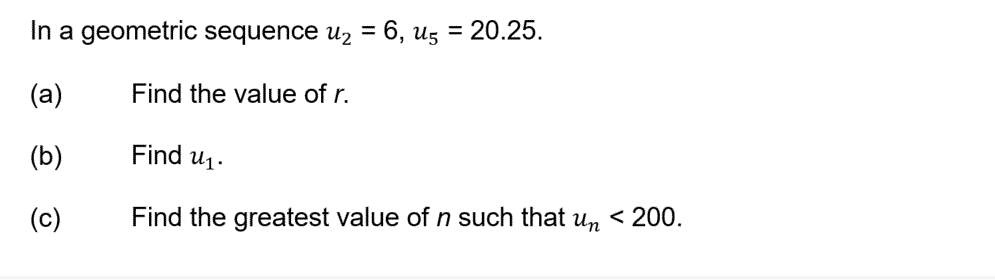 In a geometric sequence u₂ = 6, u₅ = 20.25.
(a) Find the value of r.
(b) Find u₁.
(c) Find the greatest value of n such that uₙ < 200.